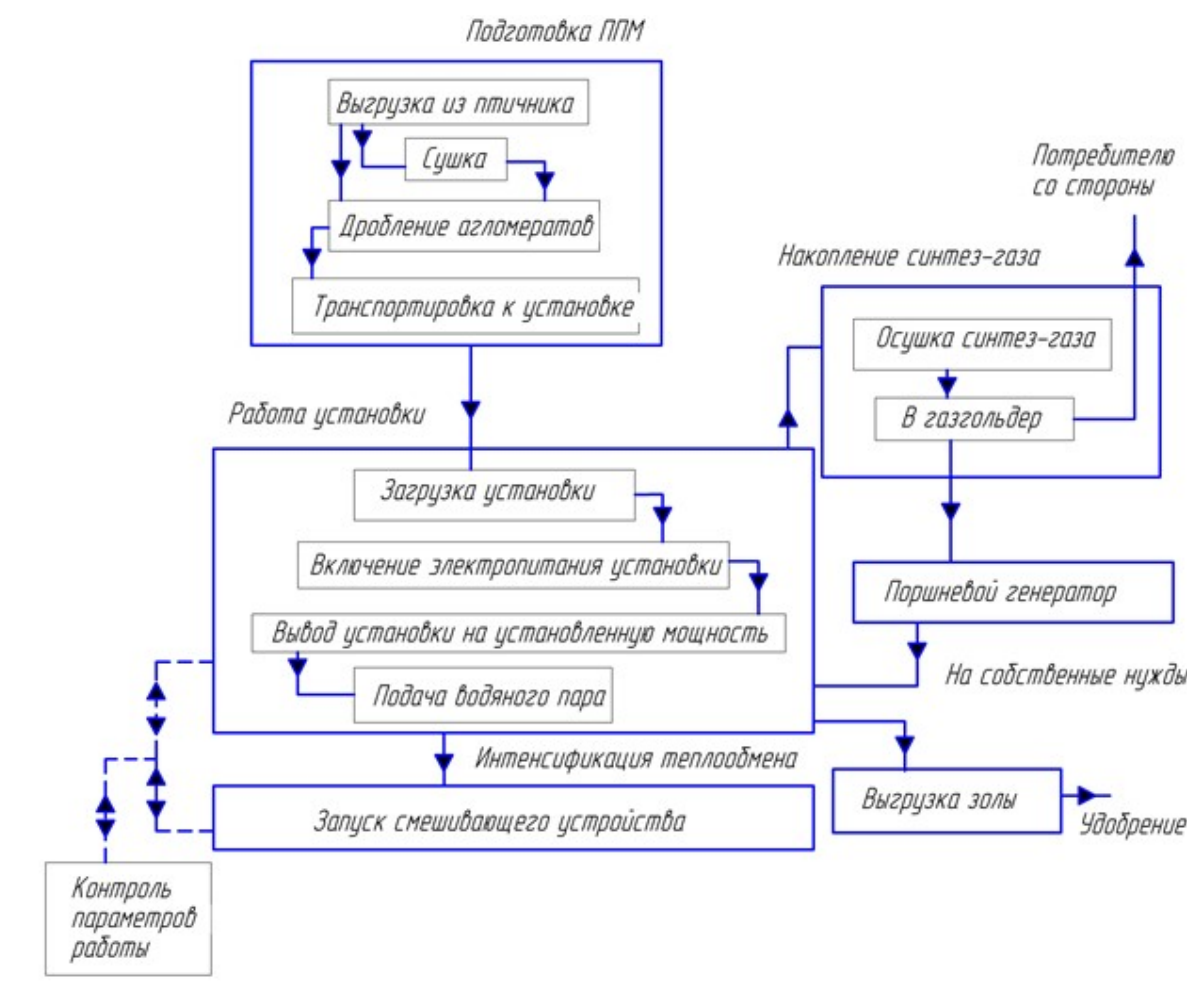 Подготовка ППМ
Выгрузка из птичника
Сушка
Дробление агломератов
Транспортировка к установке
Потребителю
со стороны
Накопление синтез-газа
Осушка синтез-газа
В газгольдер
Работа установки
Загрузка установки
Включение электропитания установки
Вывод установки на установленную мощность
Подача водяного пара
Поршневой генератор
На собственные нужды
Интенсификация теплообмена
Запуск смешивающего устройства
Выгрузка золы
Удобрение
Контроль
параметров
работы